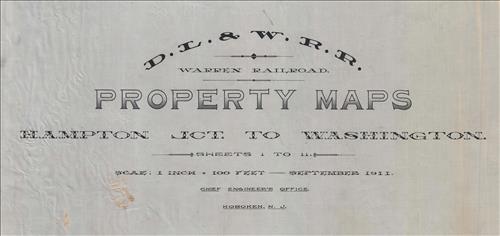 D. L. & W. R. R.
WARREN RAILROAD.
PROPERTY MAPS
HAMPTON JCT TO WASHINGTON.
SHEETS 1 TO 11.
SCALE: 1 INCH = 100 FEET — SEPTEMBER 1911.
CHIEF ENGINEER'S OFFICE.
HOBOKEN, N. J.